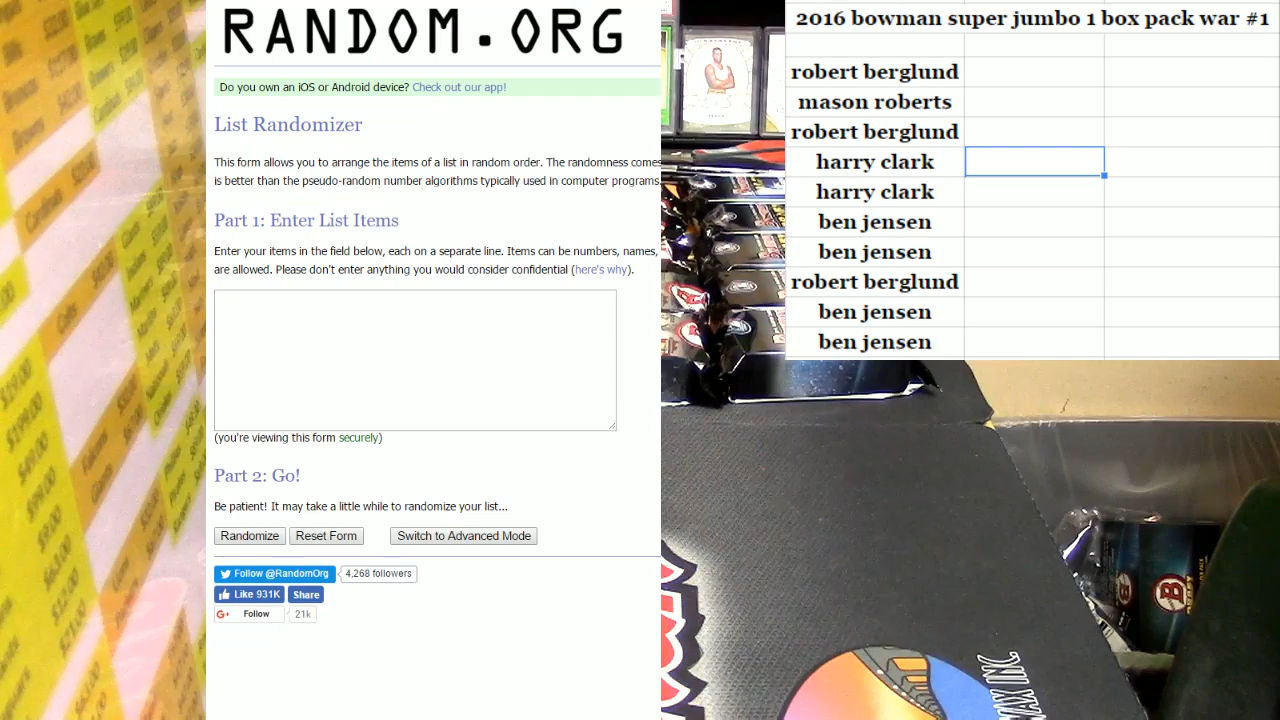 RANDOM.ORG
Do you own an iOS or Android device? Check out our app!
List Randomizer
This form allows you to arrange the items of a list in random order. The randomness comes
is better than the pseudo-random number algorithms typically used in computer programs.
Part 1: Enter List Items
Enter your items in the field below, each on a separate line. Items can be numbers, names,
are allowed. Please don't enter anything you would consider confidential (here's why).
(you're viewing this form securely)
Part 2: Go!
Be patient! It may take a little while to randomize your list...
Randomize Reset Form Switch to Advanced Mode
Follow @RandomOrg 4,268 followers
Like 931K Share
G+ Follow 21k
2016 bowman super jumbo 1 box pack war #1
robert berglund
mason roberts
robert berglund
harry clark
harry clark
ben jensen
ben jensen
robert berglund
ben jensen
ben jensen
WAX INC.
B
B